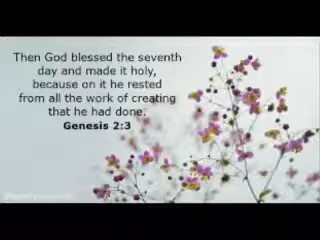 Then God blessed the seventh
day and made it holy,
because on it he rested
from all the work of creating
that he had done.
Genesis 2:3